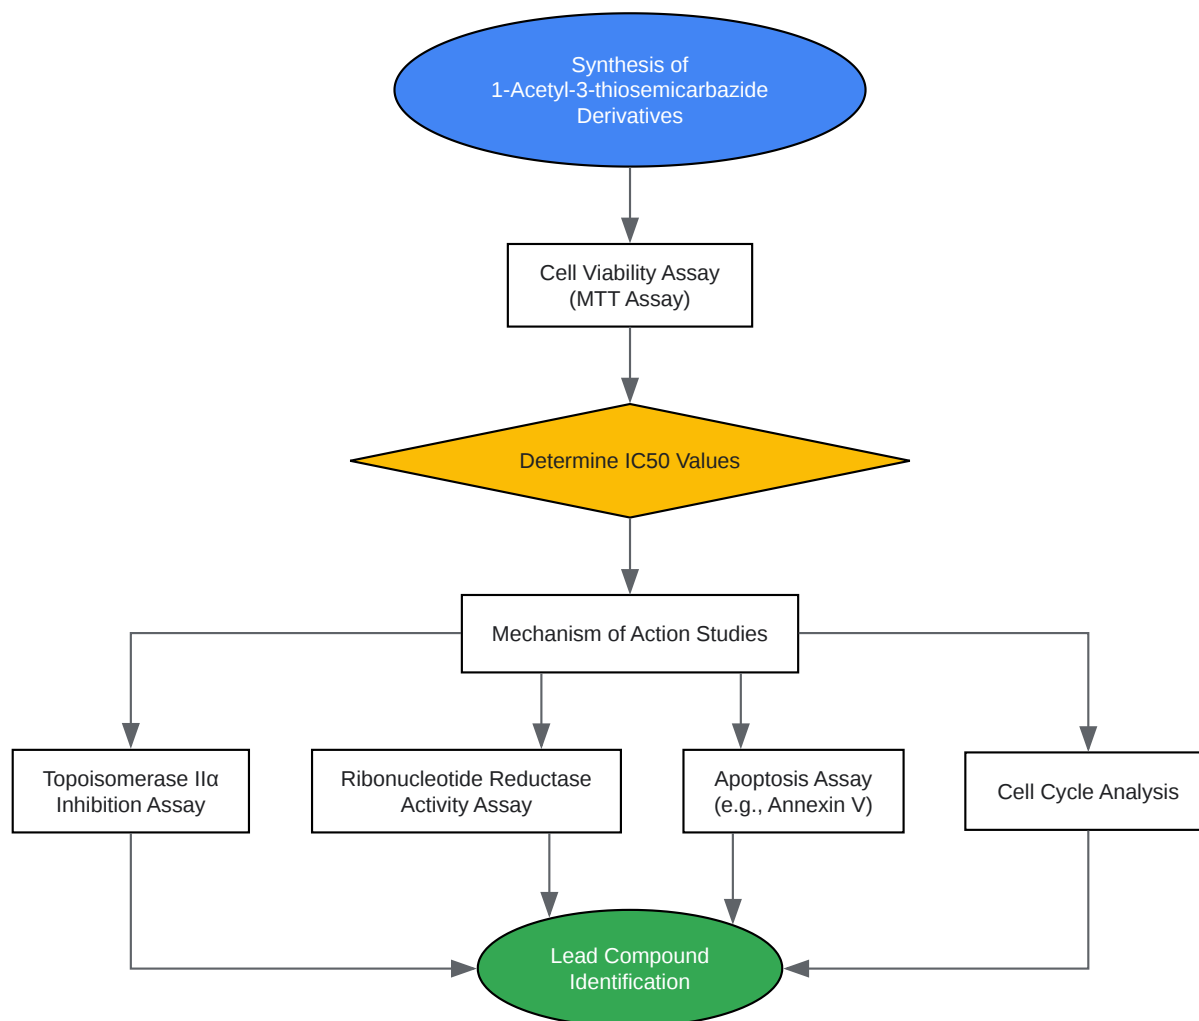 Synthesis of
1-Acetyl-3-thiosemicarbazide
Derivatives
Cell Viability Assay
(MTT Assay)
Determine IC50 Values
Mechanism of Action Studies
Topoisomerase IIα
Inhibition Assay
Ribonucleotide Reductase
Activity Assay
Apoptosis Assay
(e.g., Annexin V)
Cell Cycle Analysis
Lead Compound
Identification